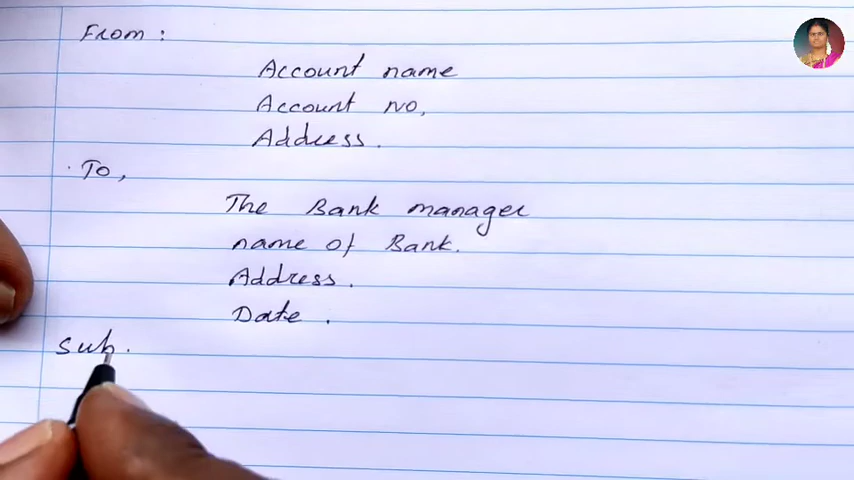 From :
Account name
Account no,
Address.
To,
The Bank manager
name of Bank.
Address.
Date .
Sub.